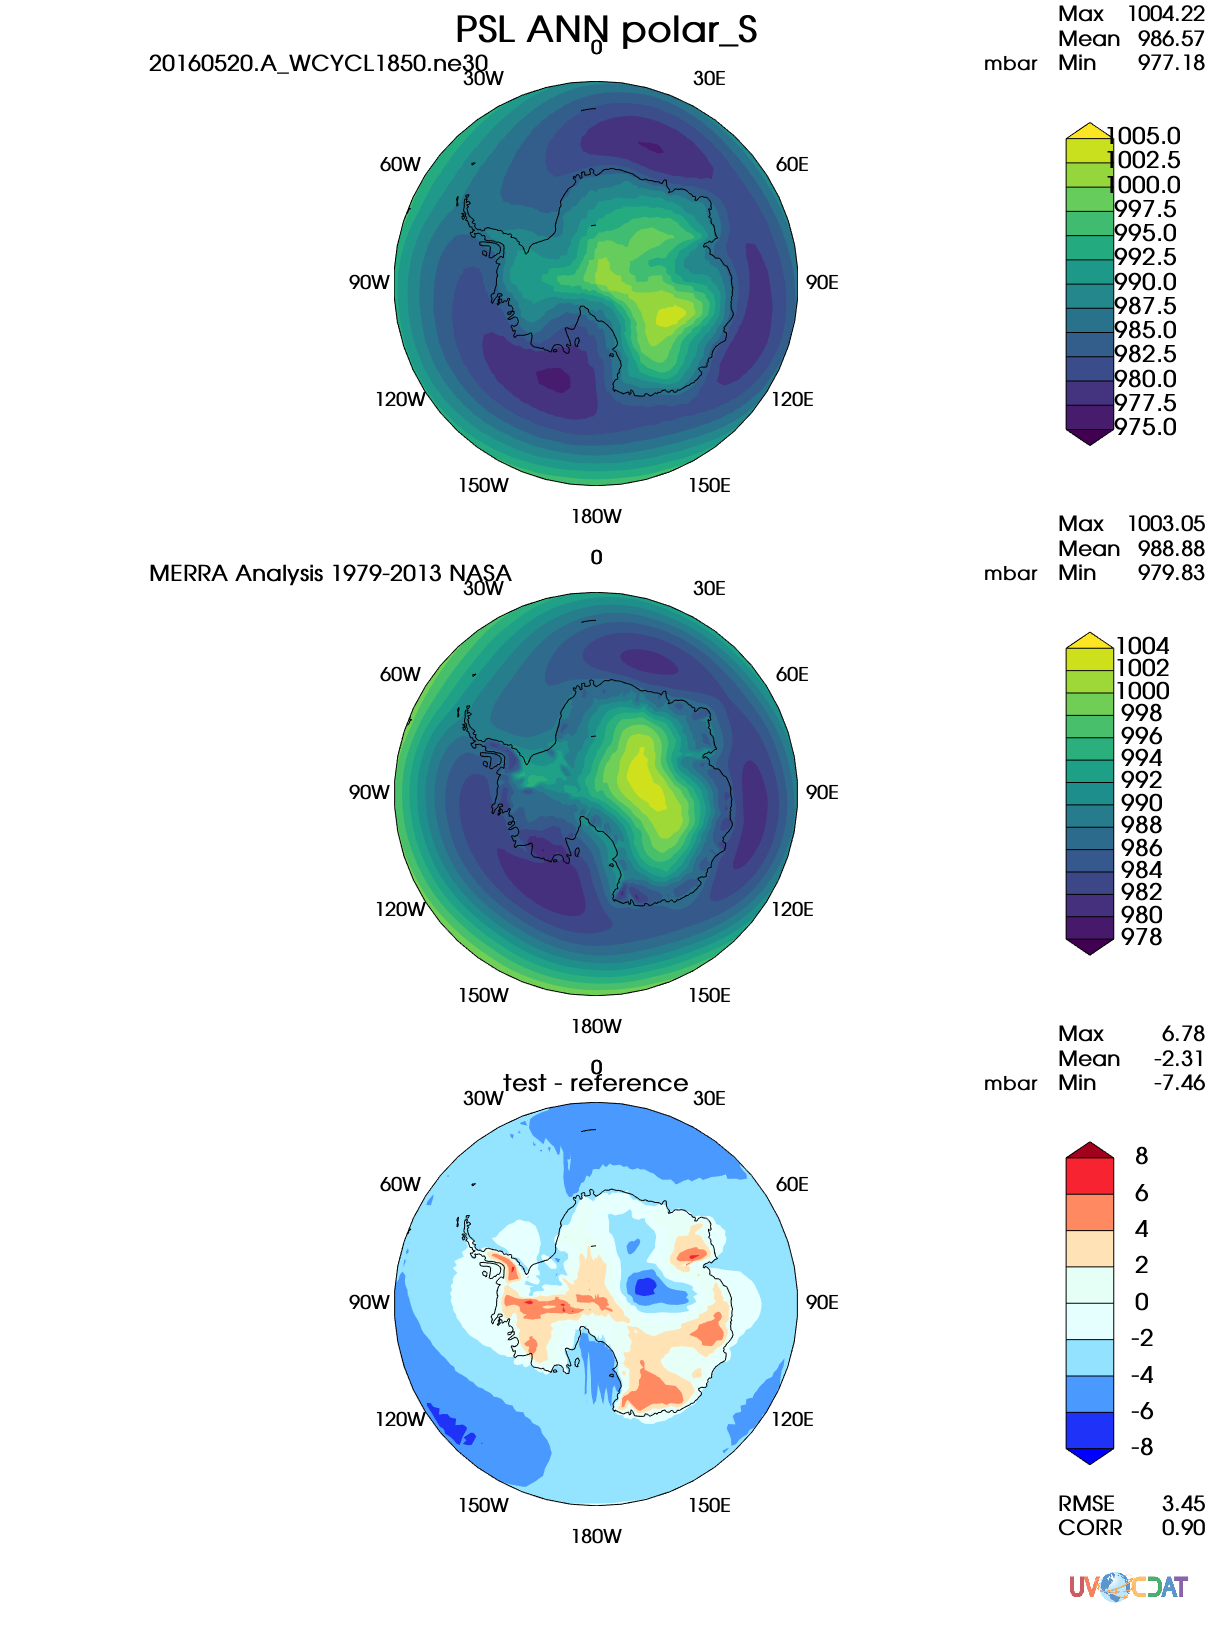 PSL ANN polar_S
20160520.A_WCYCL1850.ne30
mbar
Max 1004.22
Mean 986.57
Min 977.18
0
30W 30E
60W 60E
90W 90E
120W 120E
150W 150E
180W
1005.0
1002.5
1000.0
997.5
995.0
992.5
990.0
987.5
985.0
982.5
980.0
977.5
975.0
MERRA Analysis 1979-2013 NASA
mbar
Max 1003.05
Mean 988.88
Min 979.83
0
30W 30E
60W 60E
90W 90E
120W 120E
150W 150E
180W
1004
1002
1000
998
996
994
992
990
988
986
984
982
980
978
test - reference
mbar
Max 6.78
Mean -2.31
Min -7.46
0
30W 30E
60W 60E
90W 90E
120W 120E
150W 150E
180W
8
6
4
2
0
-2
-4
-6
-8
RMSE 3.45
CORR 0.90
UV CDAT